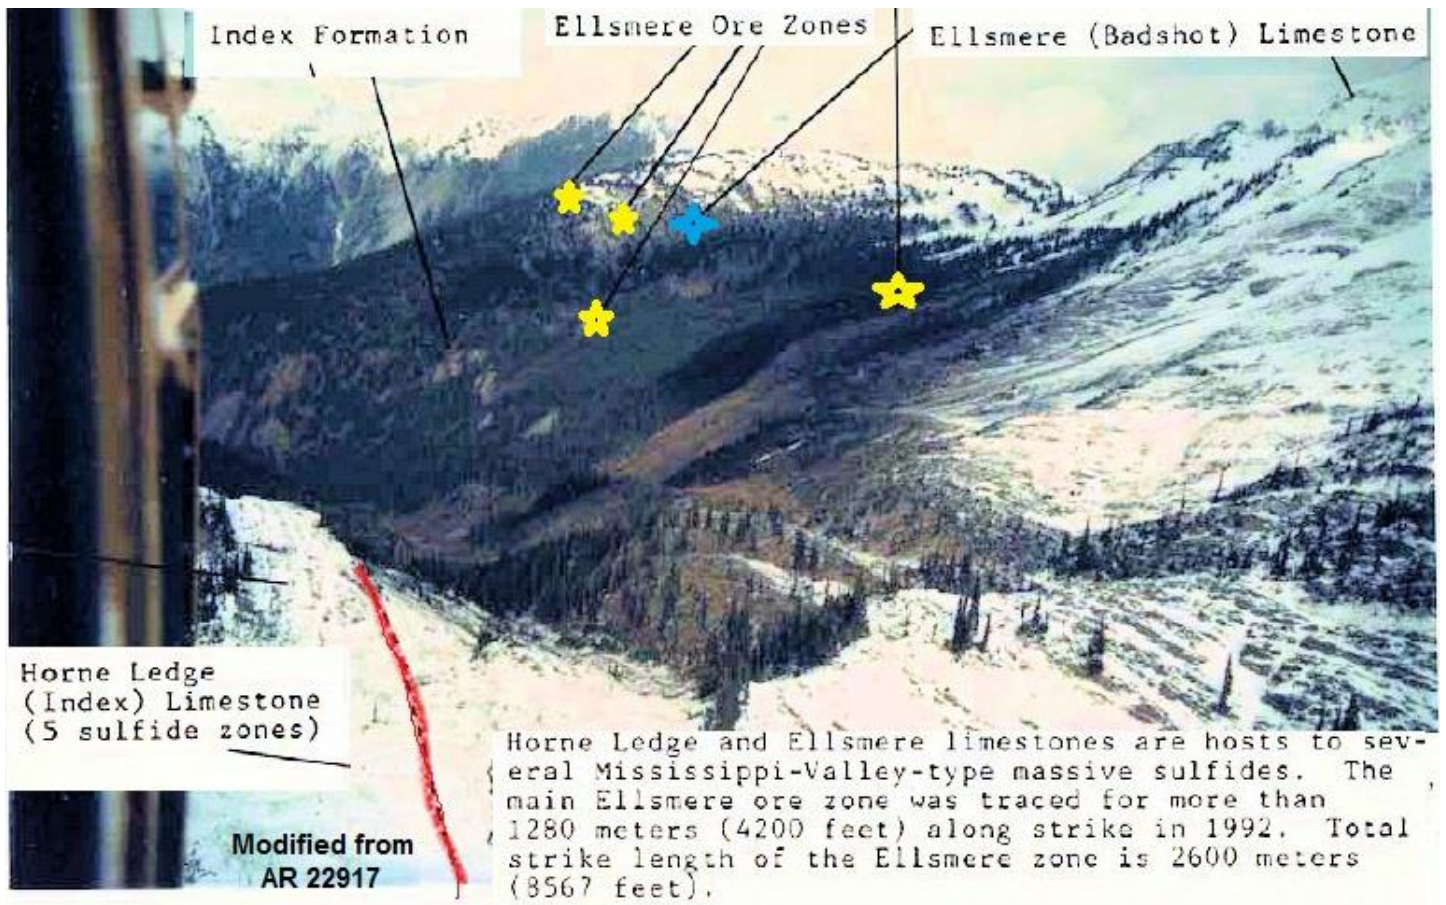 Index Formation
Ellsmere Ore Zones
Ellsmere (Badshot) Limestone
Horne Ledge
(Index) Limestone
(5 sulfide zones)
Modified from
AR 22917
Horne Ledge and Ellsmere limestones are hosts to sev-
eral Mississippi-Valley-type massive sulfides. The
main Ellsmere ore zone was traced for more than
1280 meters (4200 feet) along strike in 1992. Total
strike length of the Ellsmere zone is 2600 meters
(8567 feet).